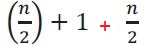 (n/2) + 1 + n/2